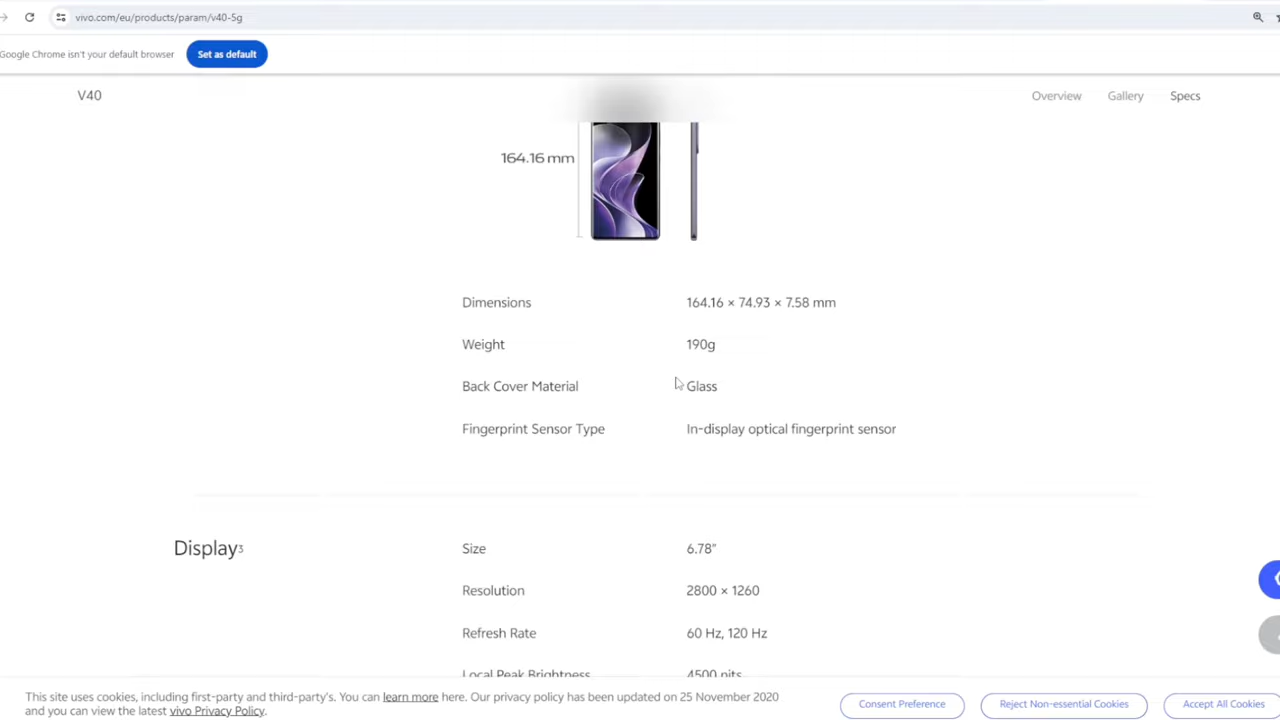 vivo.com/eu/products/param/v40-5g
Google Chrome isn't your default browser Set as default
V40 Overview Gallery Specs
164.16 mm
Dimensions 164.16 × 74.93 × 7.58 mm
Weight 190g
Back Cover Material Glass
Fingerprint Sensor Type In-display optical fingerprint sensor
Display3 Size 6.78"
Resolution 2800 × 1260
Refresh Rate 60 Hz, 120 Hz
Local Peak Brightness 4500 nits
This site uses cookies, including first-party and third-party's. You can learn more here. Our privacy policy has been updated on 25 November 2020
and you can view the latest vivo Privacy Policy.
Consent Preference Reject Non-essential Cookies Accept All Cookies